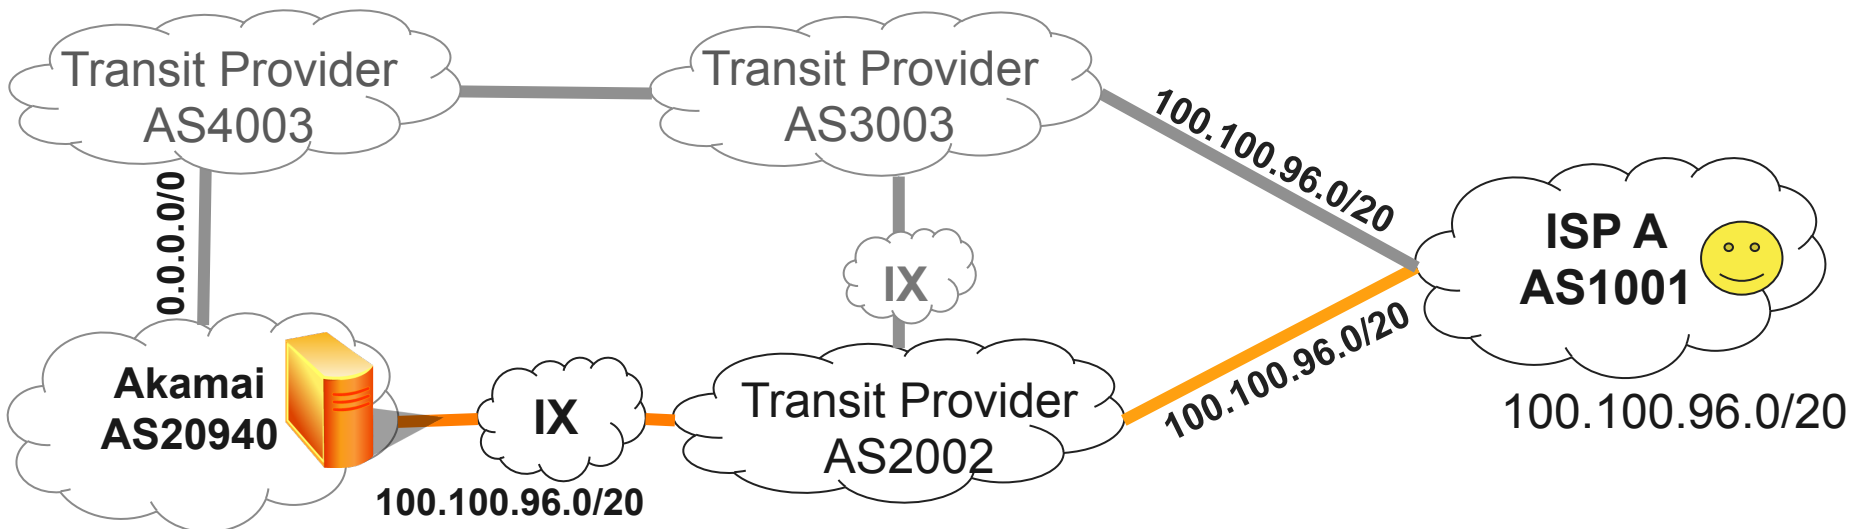 Transit Provider
AS4003
Transit Provider
AS3003
100.100.96.0/20
0.0.0.0/0
IX
ISP A
AS1001
100.100.96.0/20
Akamai
AS20940
IX
100.100.96.0/20
Transit Provider
AS2002
100.100.96.0/20